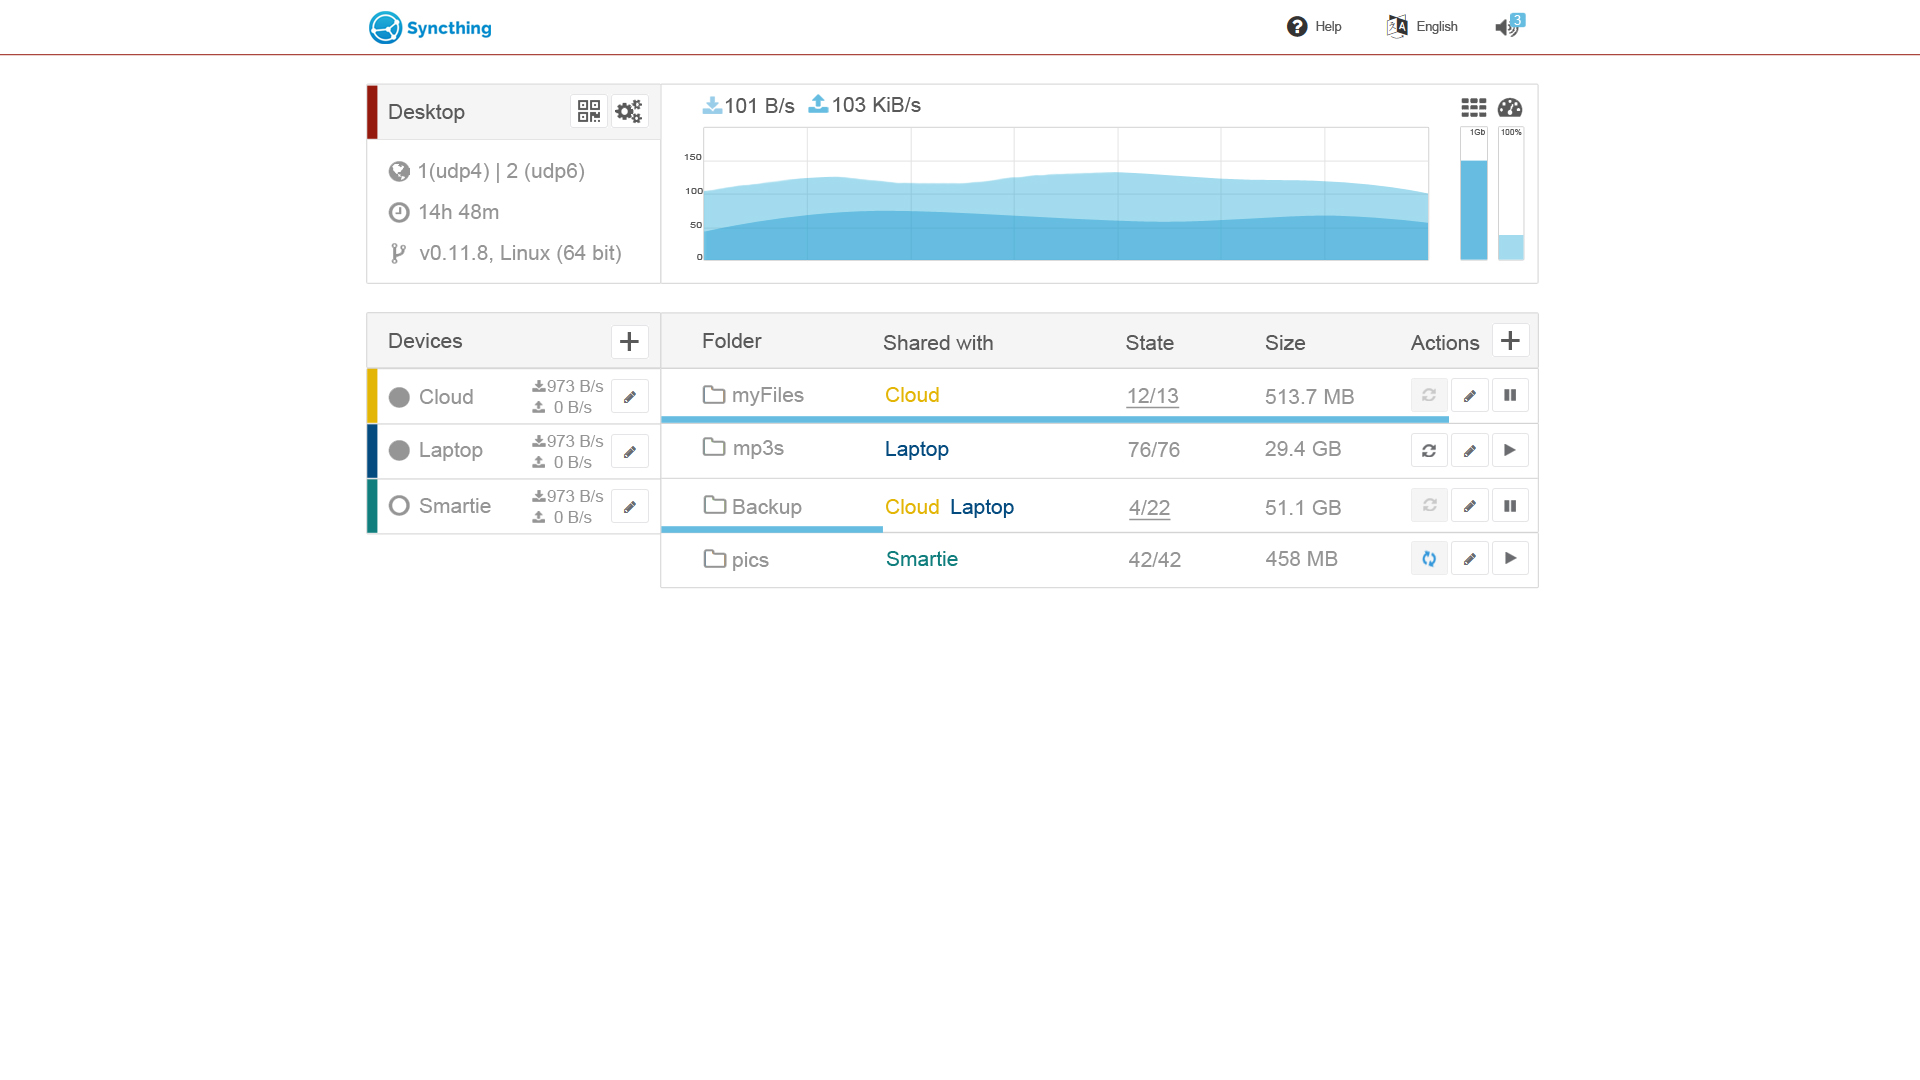 Syncthing
Help
English
3
Desktop
1(udp4) | 2 (udp6)
14h 48m
v0.11.8, Linux (64 bit)
101 B/s 103 KiB/s
150
100
50
0
1Gb
100%
Devices
Cloud
973 B/s
0 B/s
Laptop
973 B/s
0 B/s
Smartie
973 B/s
0 B/s
Folder Shared with State Size Actions
myFiles Cloud 12/13 513.7 MB
mp3s Laptop 76/76 29.4 GB
Backup Cloud Laptop 4/22 51.1 GB
pics Smartie 42/42 458 MB